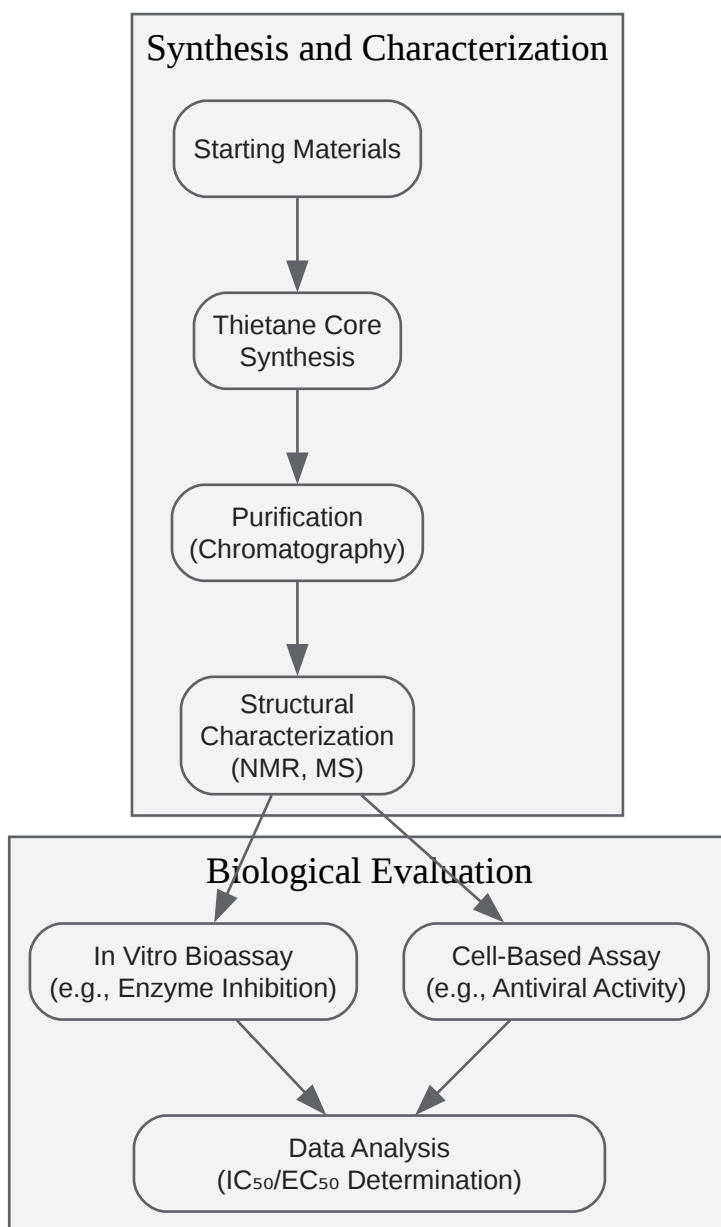 Synthesis and Characterization
Starting Materials
Thietane Core
Synthesis
Purification
(Chromatography)
Structural
Characterization
(NMR, MS)
Biological Evaluation
In Vitro Bioassay
(e.g., Enzyme Inhibition)
Cell-Based Assay
(e.g., Antiviral Activity)
Data Analysis
(IC₅₀/EC₅₀ Determination)